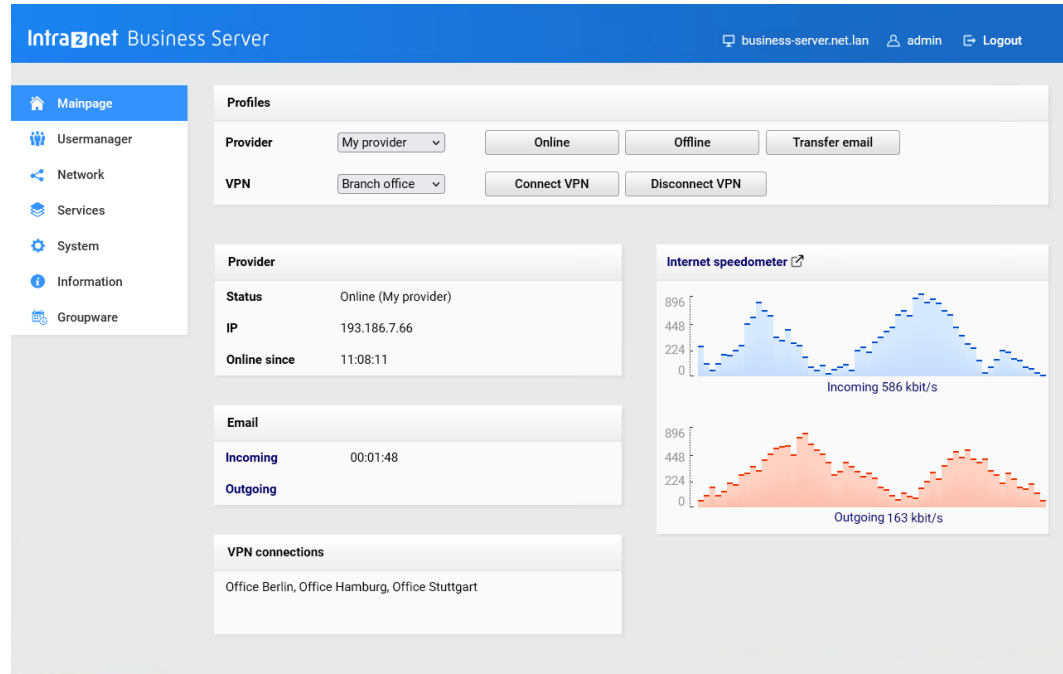 Intra2net Business Server
business-server.net.lan admin Logout
Mainpage
Usermanager
Network
Services
System
Information
Groupware
Profiles
Provider My provider Online Offline Transfer email
VPN Branch office Connect VPN Disconnect VPN
Provider
Status Online (My provider)
IP 193.186.7.66
Online since 11:08:11
Email
Incoming 00:01:48
Outgoing
VPN connections
Office Berlin, Office Hamburg, Office Stuttgart
Internet speedometer
896
448
224
0
Incoming 586 kbit/s
896
448
224
0
Outgoing 163 kbit/s